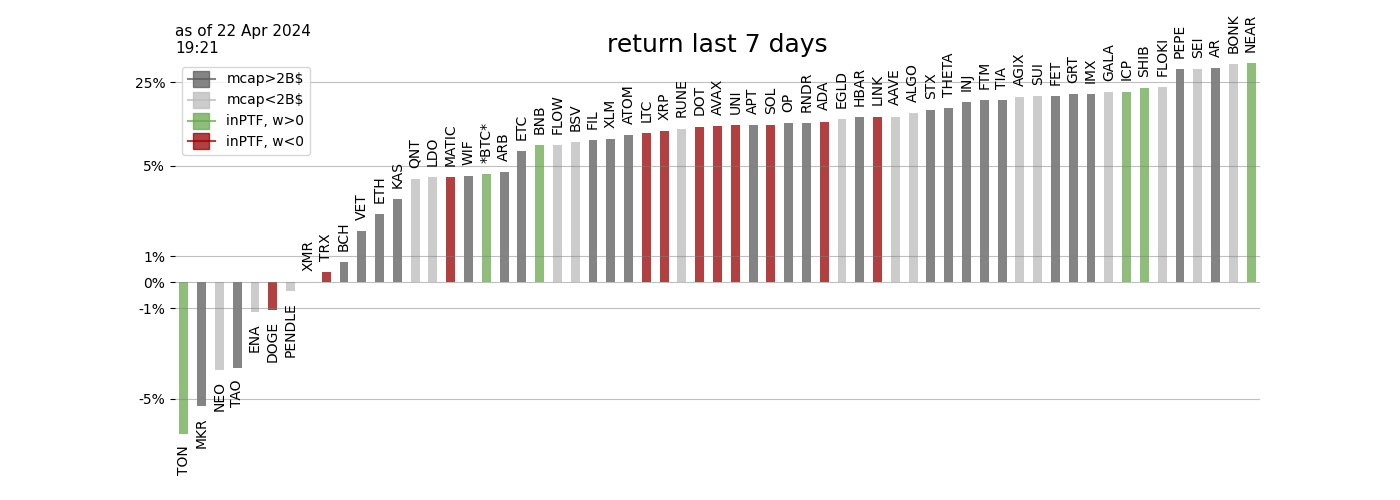 as of 22 Apr 2024
19:21
return last 7 days
mcap>2B$
mcap<2B$
inPTF, w>0
inPTF, w<0
25%
5%
1%
0%
-1%
-5%
TON
MKR
NEO
TAO
ENA
DOGE
PENDLE
XMR
TRX
BCH
VET
ETH
KAS
QNT
LDO
MATIC
WIF
*BTC*
ARB
ETC
BNB
FLOW
BSV
FIL
XLM
ATOM
LTC
XRP
RUNE
DOT
AVAX
UNI
APT
SOL
OP
RNDR
ADA
EGLD
HBAR
LINK
AAVE
ALGO
STX
THETA
INJ
FTM
TIA
AGIX
SUI
FET
GRT
IMX
GALA
ICP
SHIB
FLOKI
PEPE
SEI
AR
BONK
NEAR